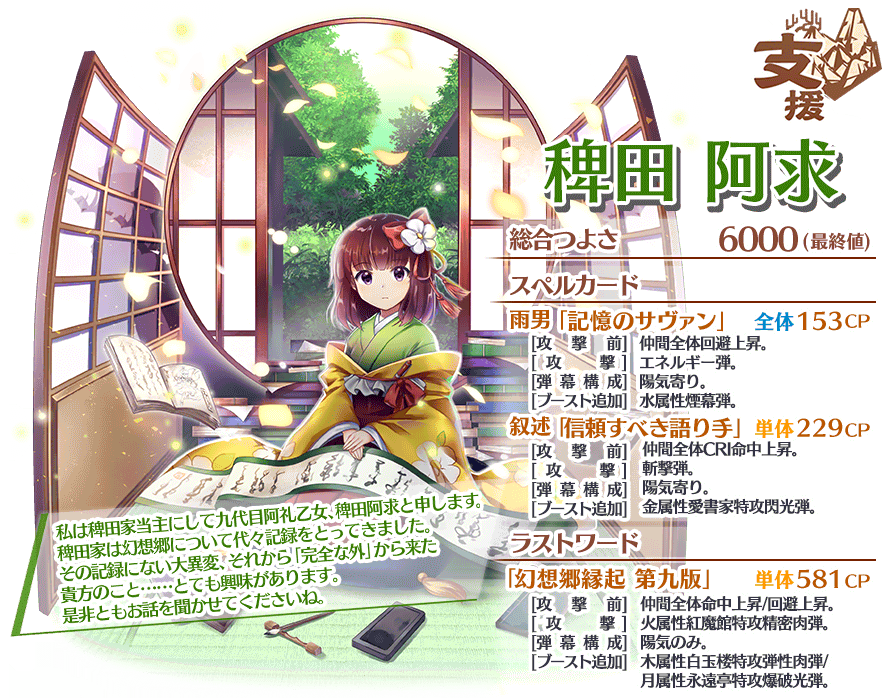 支援
稗田 阿求
総合つよさ 6000(最終値)
スペルカード
雨男「記憶のサヴァン」 全体153CP
[攻撃前] 仲間全体回避上昇。
[攻撃] エネルギー弾。
[弾幕構成] 陽気寄り。
[ブースト追加] 水属性煙幕弾。
叙述「信頼すべき語り手」 単体229CP
[攻撃前] 仲間全体CRI命中上昇。
[攻撃] 斬撃弾。
[弾幕構成] 陽気寄り。
[ブースト追加] 金属性愛書家特攻閃光弾。
ラストワード
「幻想郷縁起 第九版」 単体581CP
[攻撃前] 仲間全体命中上昇/回避上昇。
[攻撃] 火属性紅魔館特攻精密肉弾。
[弾幕構成] 陽気のみ。
[ブースト追加] 木属性白玉楼特攻弾性肉弾/
月属性永遠亭特攻爆破光弾。
私は稗田家当主にして九代目阿礼乙女、稗田阿求と申します。
稗田家は幻想郷について代々記録をとってきました。
その記録にない大異変、それから「完全な外」から来た
貴方のこと……とても興味があります。
是非ともお話を聞かせてくださいね。